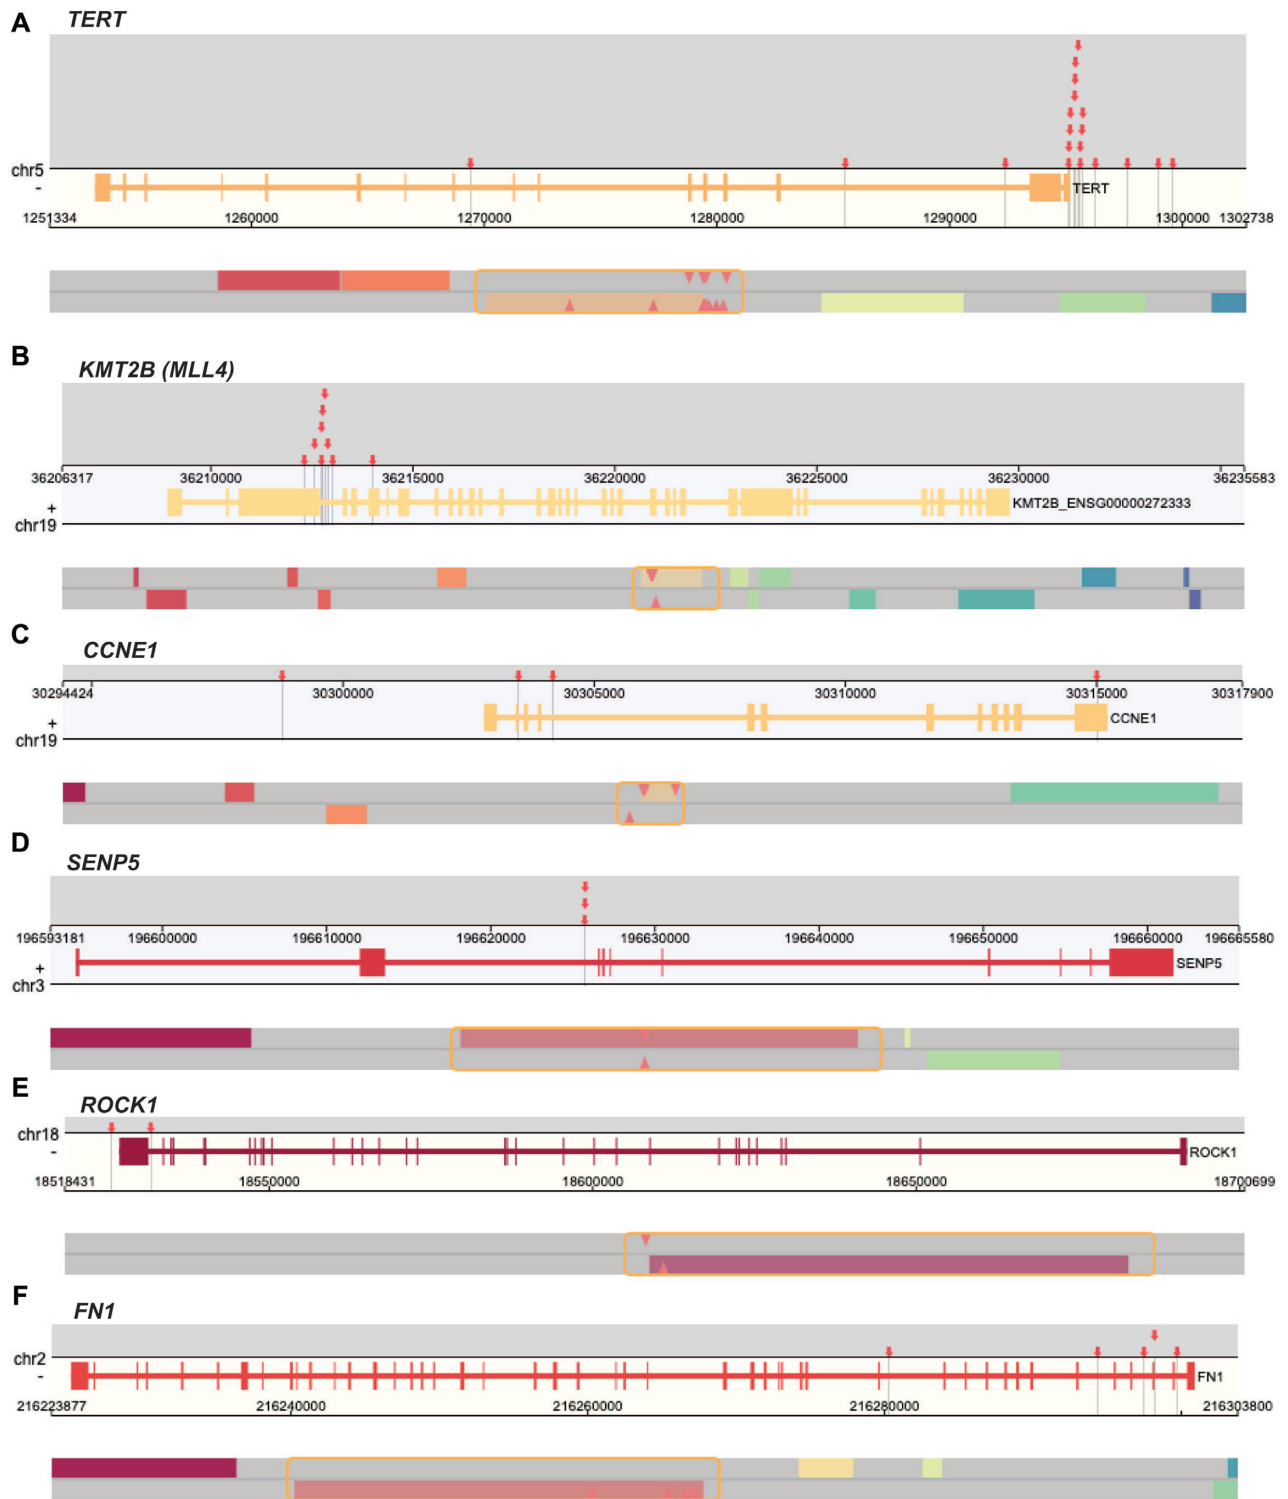 A TERT
chr5
-
TERT
1251334 1260000 1270000 1280000 1290000 1300000 1302738
B KMT2B (MLL4)
36206317 36210000 36215000 36220000 36225000 36230000 36235583
+
chr19
KMT2B_ENSG00000272333
C CCNE1
30294424 30300000 30305000 30310000 30315000 30317900
+
chr19
CCNE1
D SENP5
196593181 196600000 196610000 196620000 196630000 196640000 196650000 196660000 196665580
+
chr3
SENP5
E ROCK1
chr18
-
ROCK1
18518431 18550000 18600000 18650000 18700699
F FN1
chr2
-
FN1
216223877 216240000 216260000 216280000 216303800